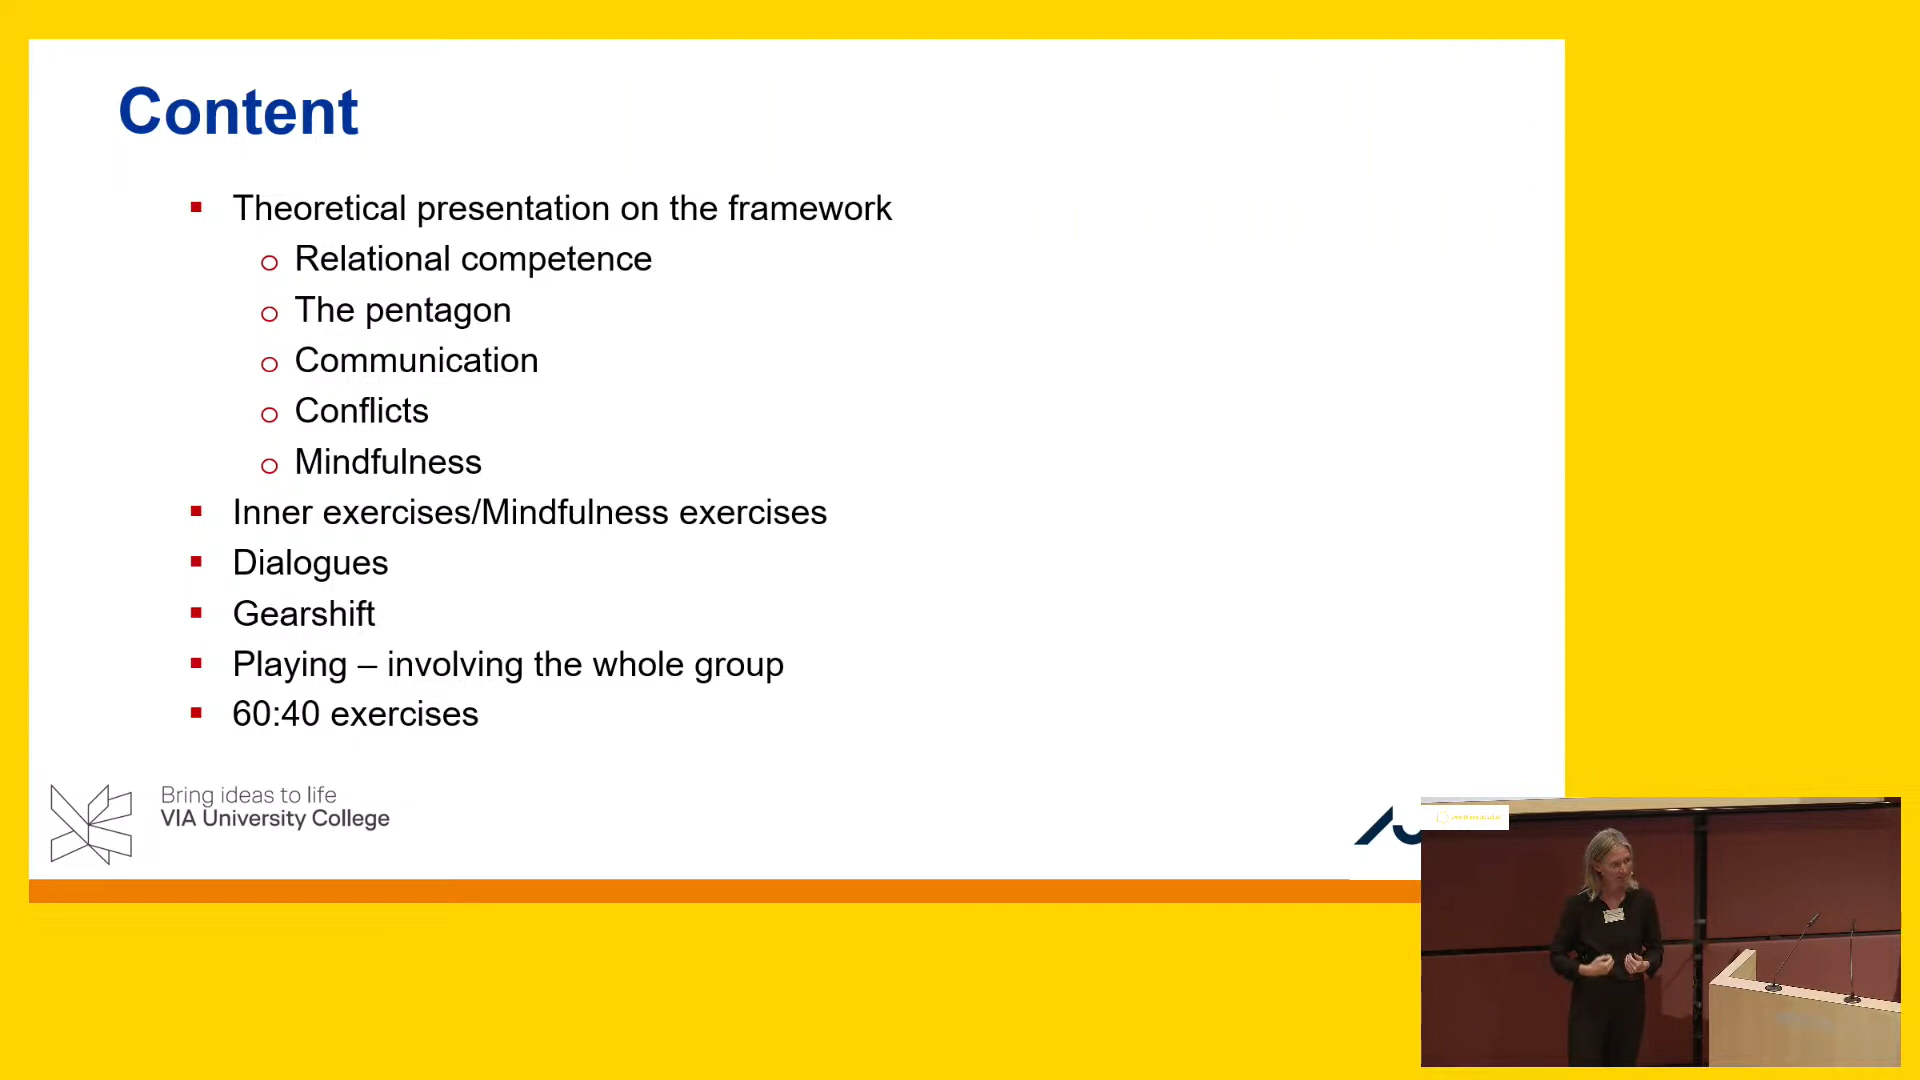 Content
Theoretical presentation on the framework
Relational competence
The pentagon
Communication
Conflicts
Mindfulness
Inner exercises/Mindfulness exercises
Dialogues
Gearshift
Playing – involving the whole group
60:40 exercises
Bring ideas to life
VIA University College